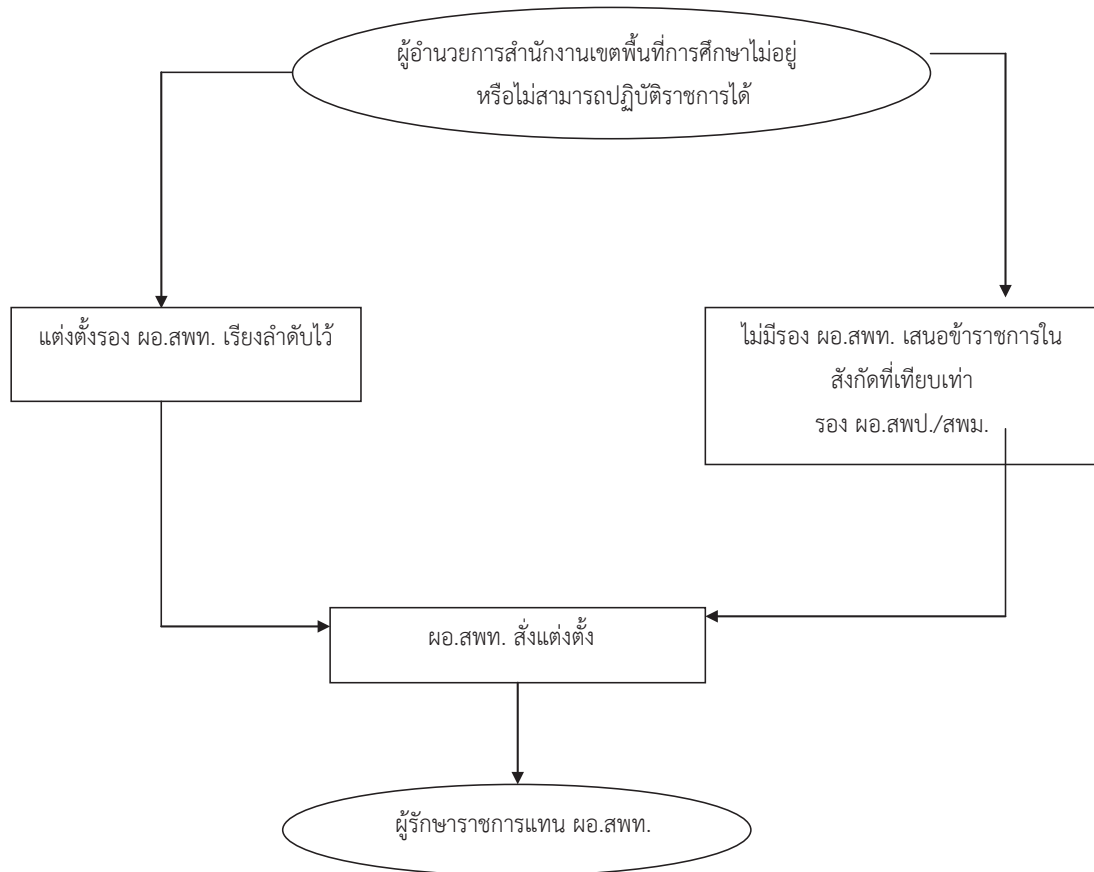 ผู้อำนวยการสำนักงานเขตพื้นที่การศึกษาไม่อยู่
หรือไม่สามารถปฏิบัติราชการได้
แต่งตั้งรอง ผอ.สพท. เรียงลำดับไว้
ไม่มีรอง ผอ.สพท. เสนอข้าราชการใน
สังกัดที่เทียบเท่า
รอง ผอ.สพป./สพม.
ผอ.สพท. สั่งแต่งตั้ง
ผู้รักษาราชการแทน ผอ.สพท.